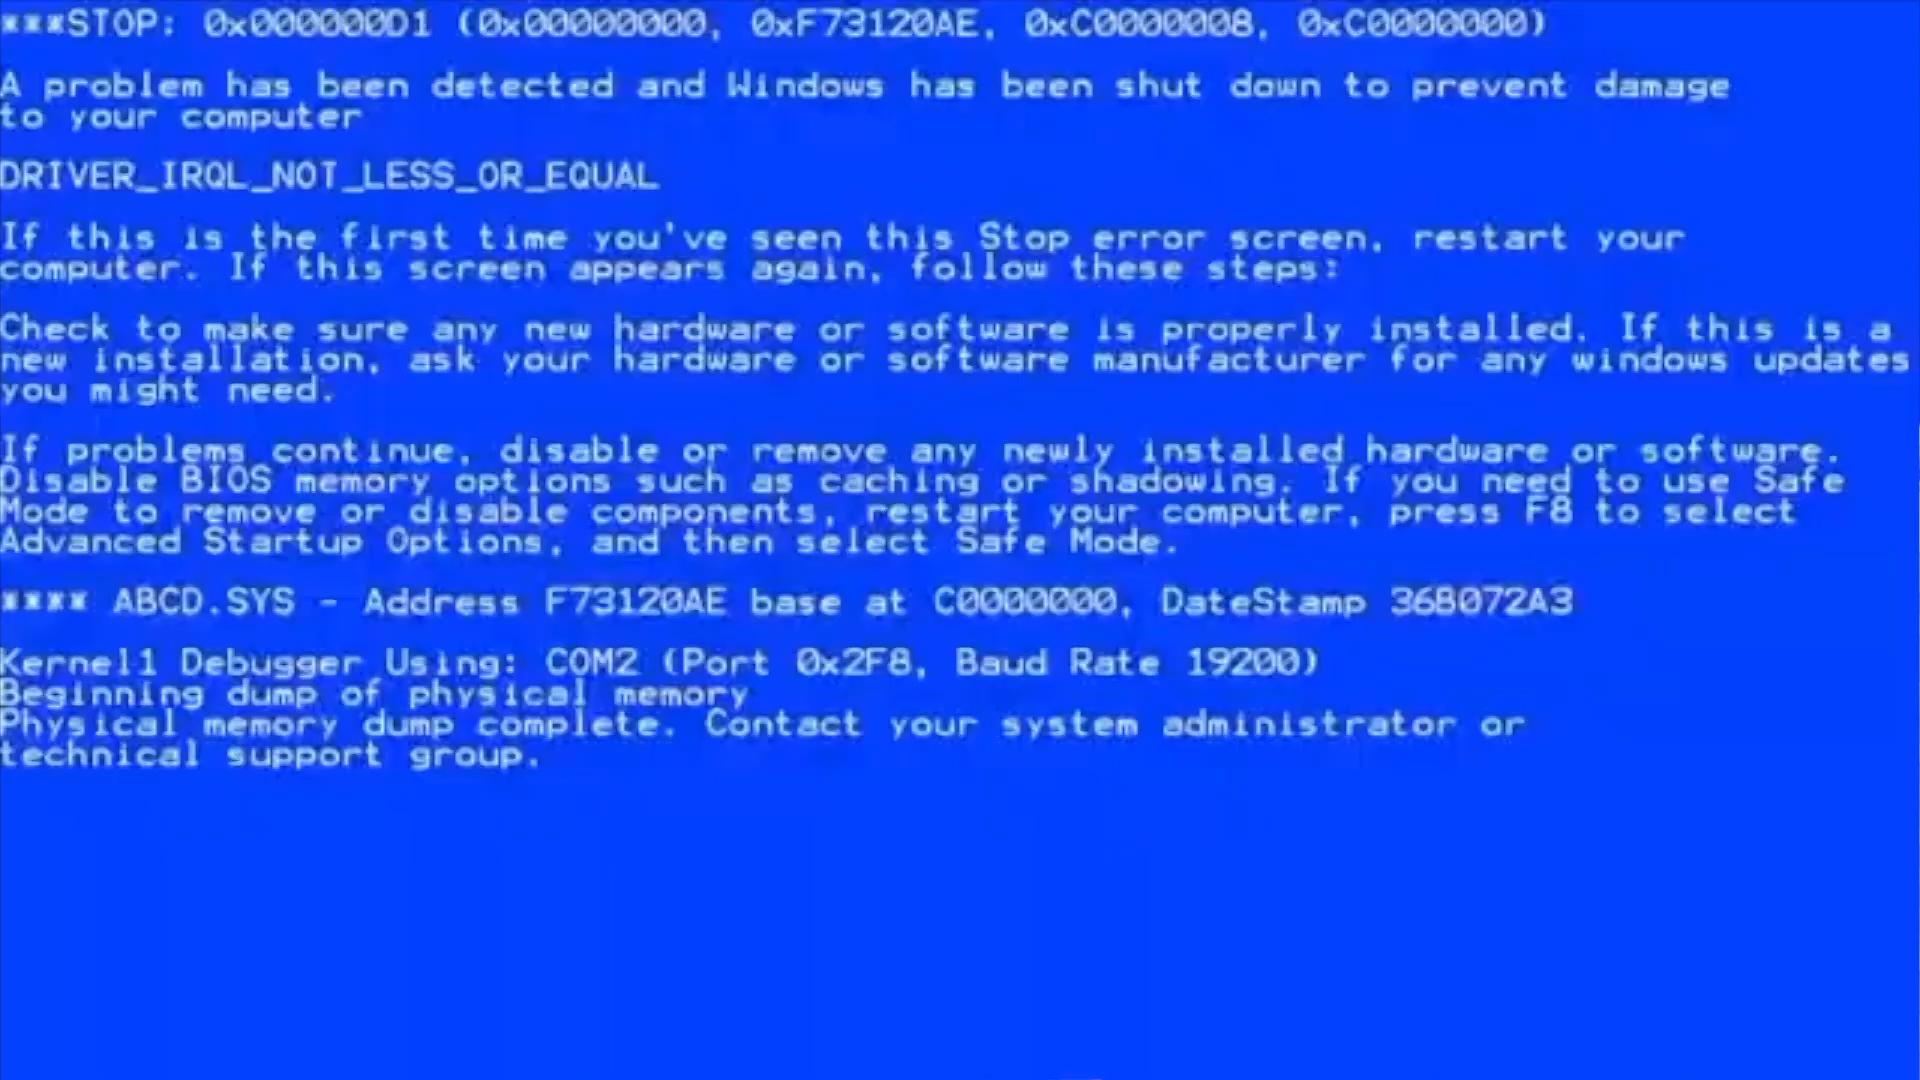 ***STOP: 0x000000D1 (0x00000000, 0xF73120AE, 0xC0000008, 0xC0000000)
A problem has been detected and Windows has been shut down to prevent damage
to your computer
DRIVER_IRQL_NOT_LESS_OR_EQUAL
If this is the first time you've seen this Stop error screen, restart your
computer. If this screen appears again, follow these steps:
Check to make sure any new hardware or software is properly installed. If this is a
new installation, ask your hardware or software manufacturer for any windows updates
you might need.
If problems continue, disable or remove any newly installed hardware or software.
Disable BIOS memory options such as caching or shadowing. If you need to use Safe
Mode to remove or disable components, restart your computer, press F8 to select
Advanced Startup Options, and then select Safe Mode.
**** ABCD.SYS - Address F73120AE base at C0000000, DateStamp 368072A3
Kernel1 Debugger Using: COM2 (Port 0x2F8, Baud Rate 19200)
Beginning dump of physical memory
Physical memory dump complete. Contact your system administrator or
technical support group.